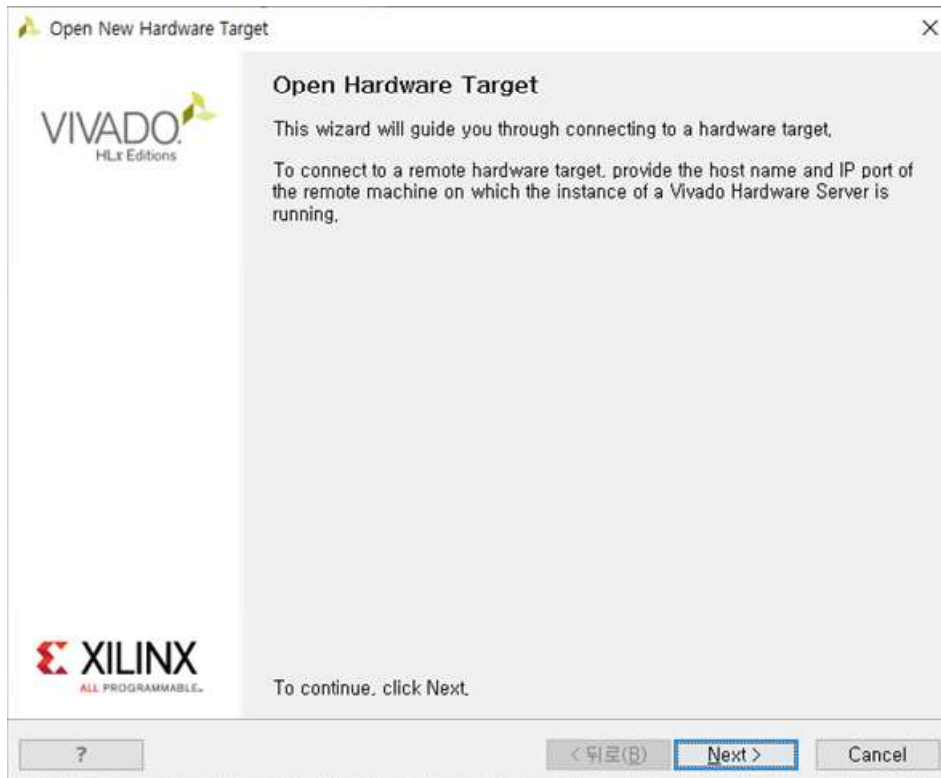 Open New Hardware Target
VIVADO.
HLx Editions
Open Hardware Target
This wizard will guide you through connecting to a hardware target.
To connect to a remote hardware target, provide the host name and IP port of
the remote machine on which the instance of a Vivado Hardware Server is
running.
XILINX
ALL PROGRAMMABLE.
To continue, click Next.
?
< 뒤로(B)
Next >
Cancel